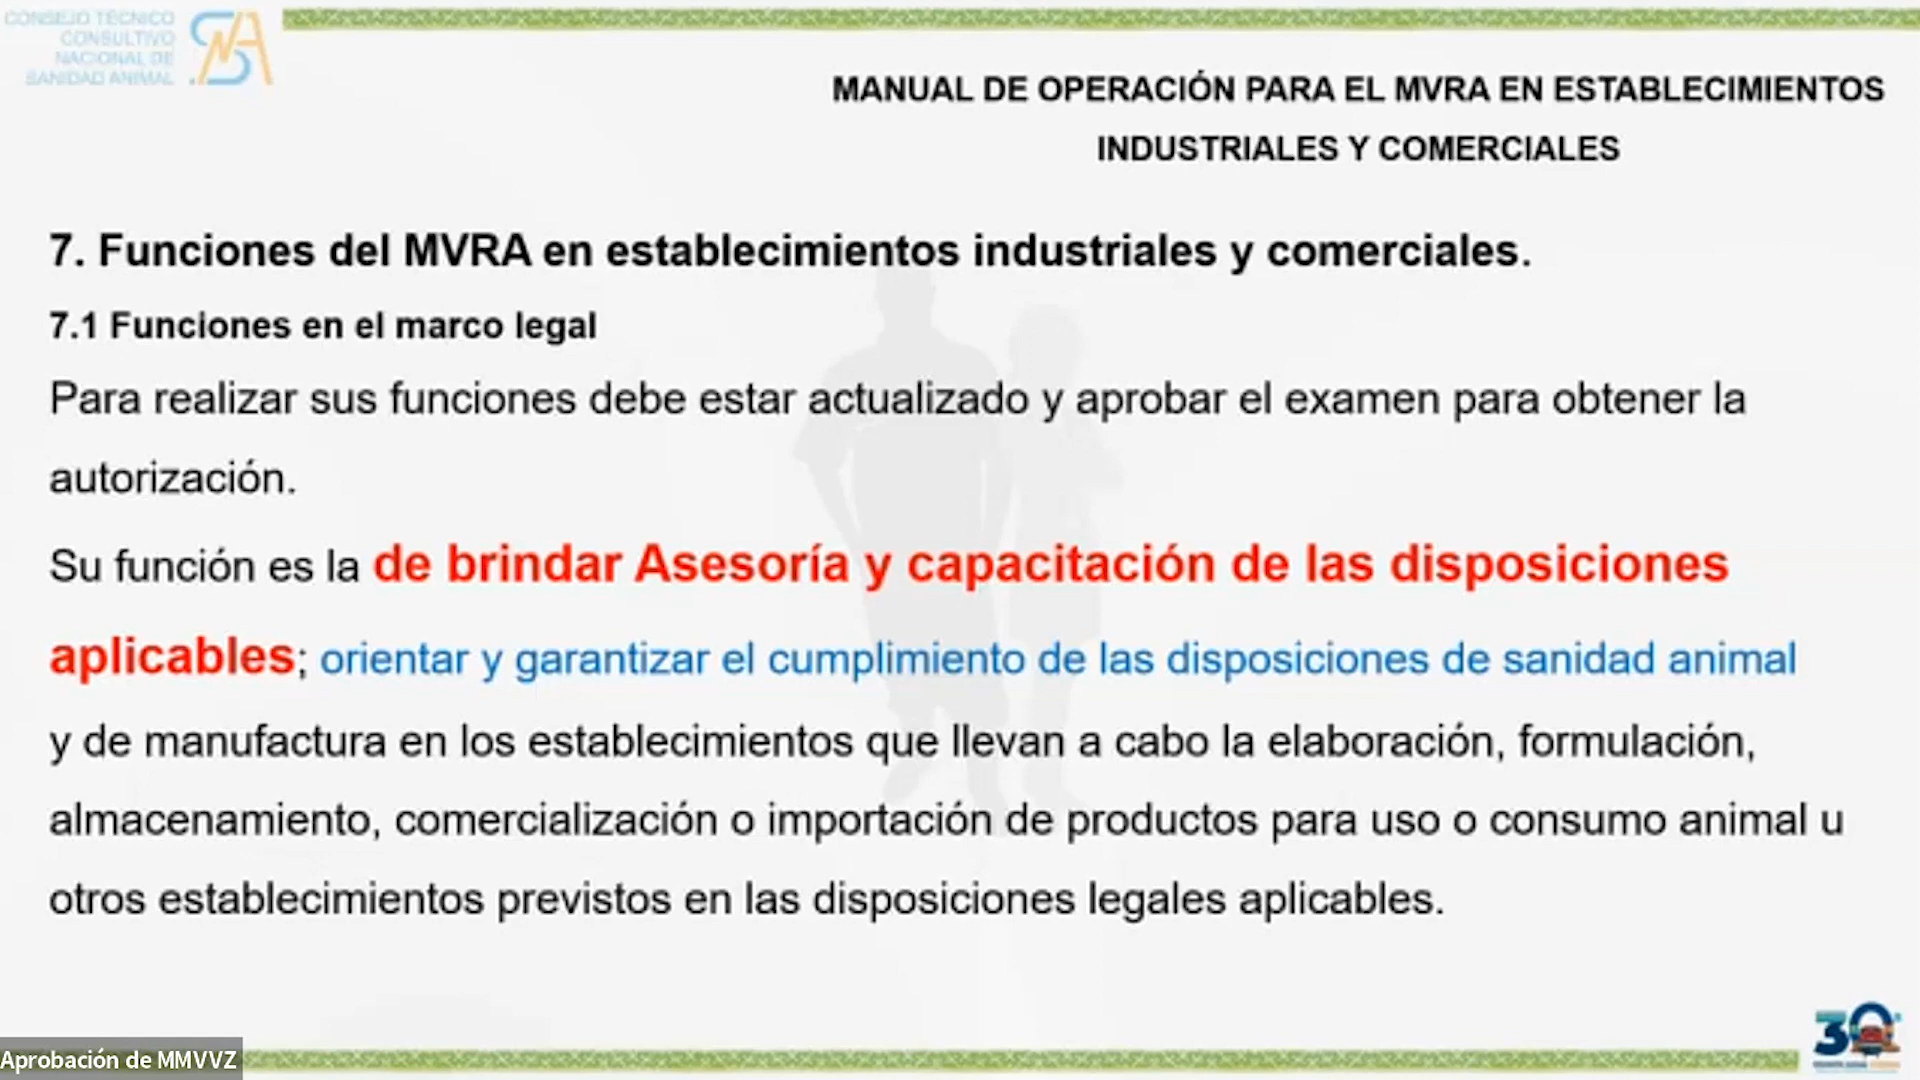 CONSEJO TÉCNICO
CONSULTIVO
NACIONAL DE
SANIDAD ANIMAL
MANUAL DE OPERACIÓN PARA EL MVRA EN ESTABLECIMIENTOS
INDUSTRIALES Y COMERCIALES
7. Funciones del MVRA en establecimientos industriales y comerciales.
7.1 Funciones en el marco legal
Para realizar sus funciones debe estar actualizado y aprobar el examen para obtener la
autorización.
Su función es la de brindar Asesoría y capacitación de las disposiciones
aplicables; orientar y garantizar el cumplimiento de las disposiciones de sanidad animal
y de manufactura en los establecimientos que llevan a cabo la elaboración, formulación,
almacenamiento, comercialización o importación de productos para uso o consumo animal u
otros establecimientos previstos en las disposiciones legales aplicables.
30
Aprobación de MMVVZ